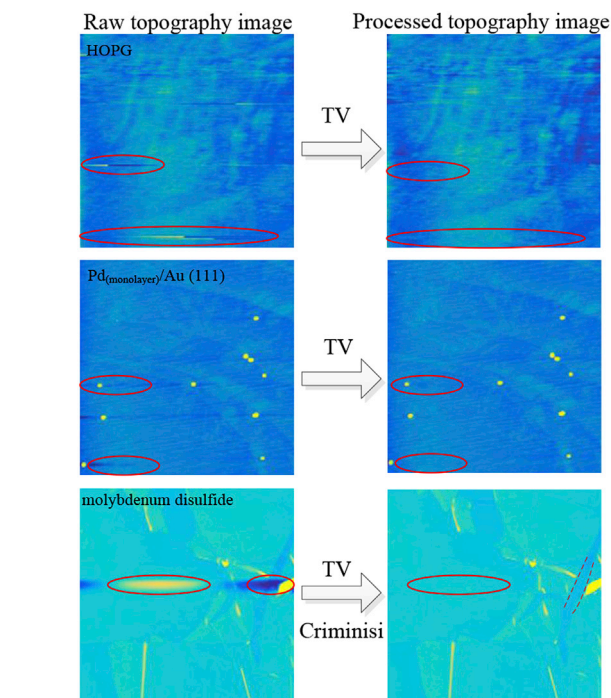 Raw topography image
Processed topography image
HOPG
TV
Pd(monolayer)/Au (111)
TV
molybdenum disulfide
TV
Criminisi